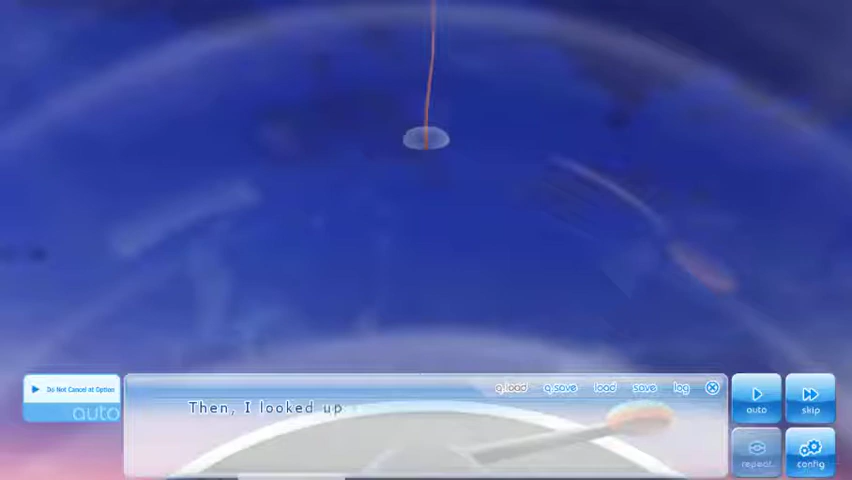 Do Not Cancel at Option
auto
q.load q.save load save log
Then, I looked up
auto
skip
repeat
config